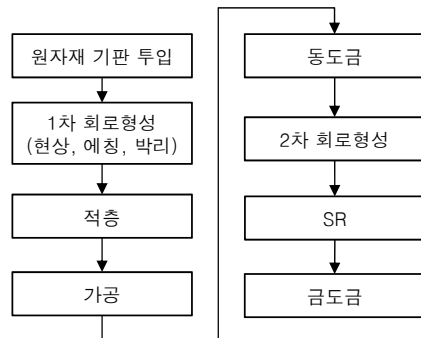 원자재 기판 투입
1차 회로형성
(현상, 에칭, 박리)
적층
가공
동도금
2차 회로형성
SR
금도금